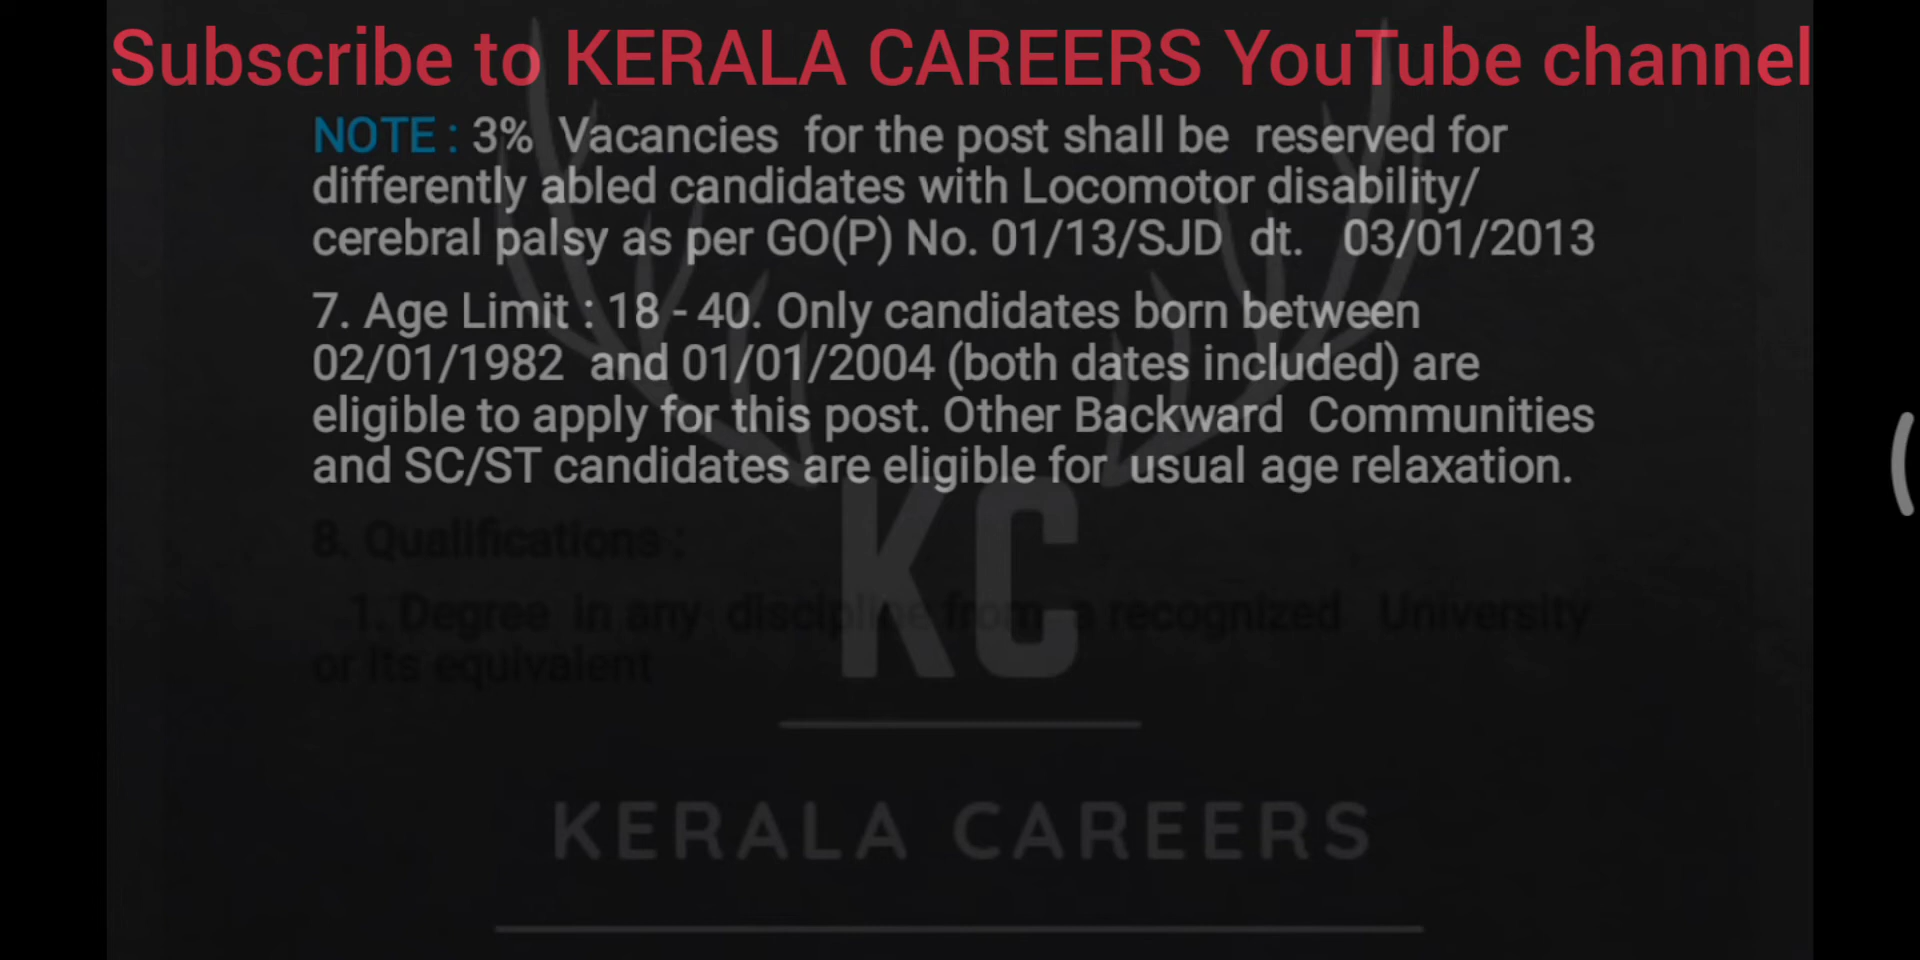 Subscribe to KERALA CAREERS YouTube channel
NOTE : 3% Vacancies for the post shall be reserved for
differently abled candidates with Locomotor disability/
cerebral palsy as per GO(P) No. 01/13/SJD dt. 03/01/2013
7. Age Limit : 18 - 40. Only candidates born between
02/01/1982 and 01/01/2004 (both dates included) are
eligible to apply for this post. Other Backward Communities
and SC/ST candidates are eligible for usual age relaxation.
8. Qualifications :
1. Degree in any discipline from a recognized University
or its equivalent
KC
KERALA CAREERS